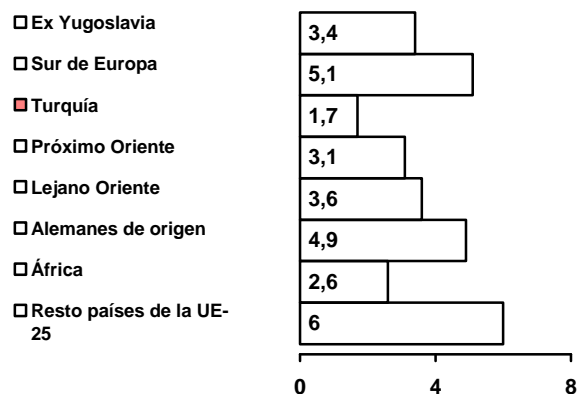 Ex Yugoslavia
3,4
Sur de Europa
5,1
Turquía
1,7
Próximo Oriente
3,1
Lejano Oriente
3,6
Alemanes de origen
4,9
África
2,6
Resto países de la UE-
25
6
0 4 8